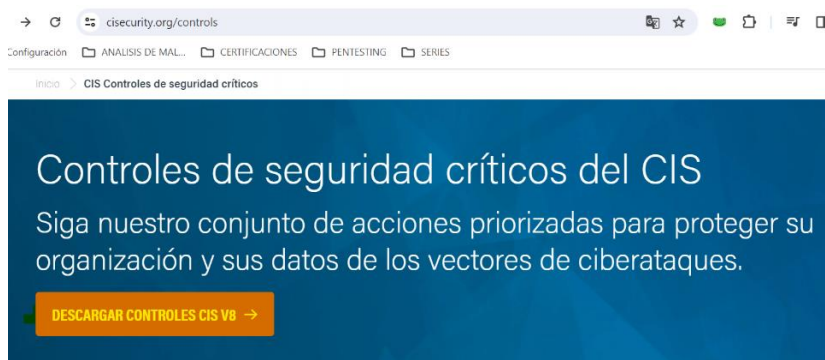 cisecurity.org/controls
Configuración ANALISIS DE MAL... CERTIFICACIONES PENTESTING SERIES
Inicio > CIS Controles de seguridad críticos
Controles de seguridad críticos del CIS
Siga nuestro conjunto de acciones priorizadas para proteger su
organización y sus datos de los vectores de ciberataques.
DESCARGAR CONTROLES CIS V8 →